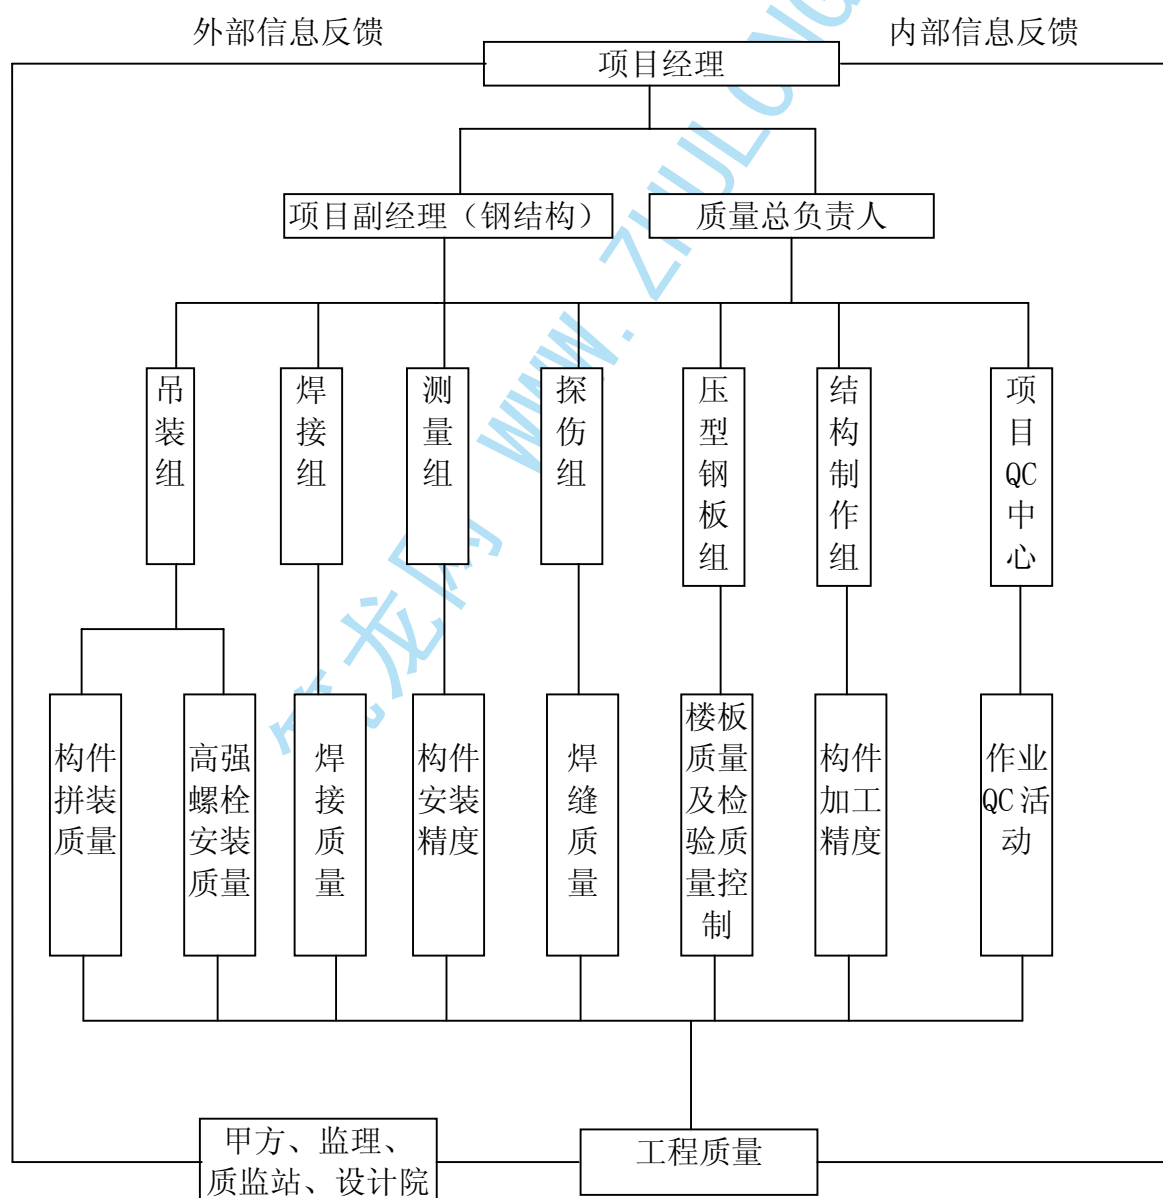 外部信息反馈
内部信息反馈
项目经理
项目副经理（钢结构）
质量总负责人
吊
装
组
焊
接
组
测
量
组
探
伤
组
压
型
钢
板
组
结
构
制
作
组
项
目
QC
中
心
构件
拼装
质量
高强
螺栓
安装
质量
焊
接
质
量
构件
安装
精度
焊
缝
质
量
楼板
质量
及检
验质
量控
制
构件
加工
精度
作业
QC活
动
甲方、监理、
质监站、设计院
工程质量
筑龙网 WWW. ZHULONG